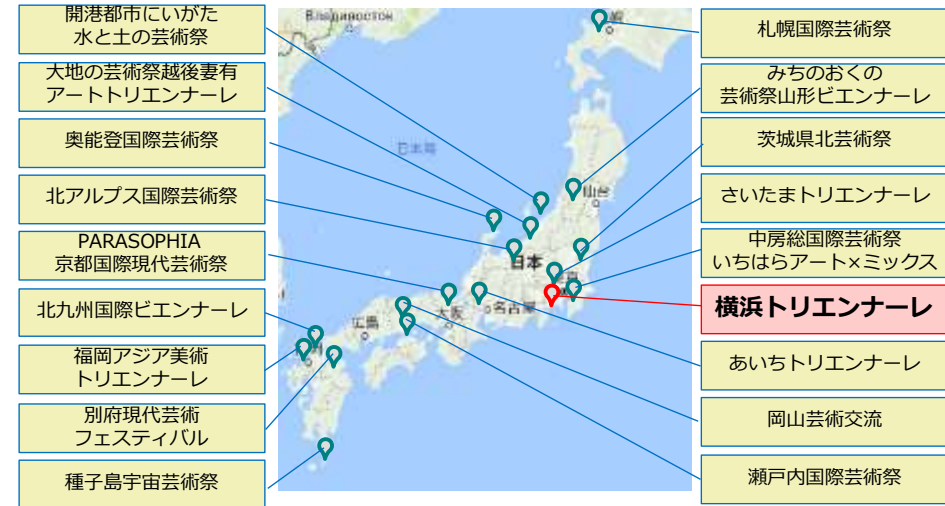 開港都市にいがた
水と土の芸術祭
大地の芸術祭越後妻有
アートトリエンナーレ
奥能登国際芸術祭
北アルプス国際芸術祭
PARASOPHIA
京都国際現代芸術祭
北九州国際ビエンナーレ
福岡アジア美術
トリエンナーレ
別府現代芸術
フェスティバル
種子島宇宙芸術祭
Владивосток
日本海
仙台
日本
名古屋
大阪
広島
札幌国際芸術祭
みちのおくの
芸術祭山形ビエンナーレ
茨城県北芸術祭
さいたまトリエンナーレ
中房総国際芸術祭
いちはらアート×ミックス
横浜トリエンナーレ
あいちトリエンナーレ
岡山芸術交流
瀬戸内国際芸術祭